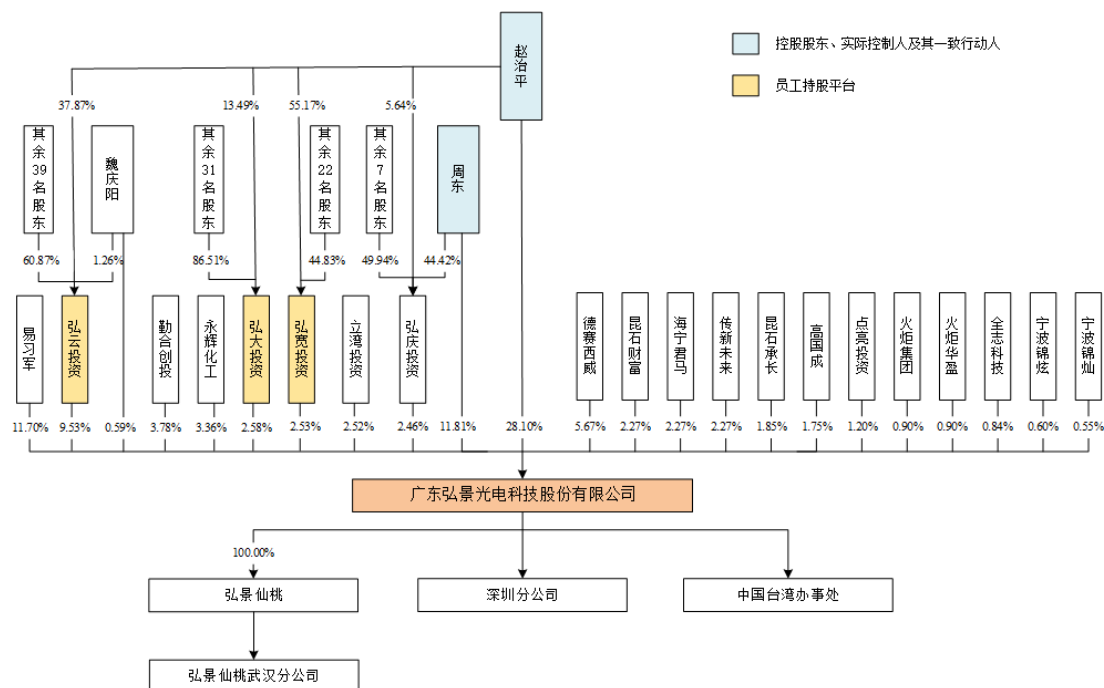 赵治平
控股股东、实际控制人及其一致行动人
员工持股平台
37.87%
13.49%
55.17%
5.64%
其余39名股东
魏庆阳
其余31名股东
其余22名股东
其余7名股东
周东
60.87%
1.26%
86.51%
44.83%
49.94%
44.42%
易习军
弘云投资
勤合创投
永辉化工
弘大投资
弘宽投资
立湾投资
弘庆投资
德赛西威
昆石财富
海宁君马
传新未来
昆石承长
高国成
点亮投资
火炬集团
火炬华盈
全志科技
宁波锦炫
宁波锦灿
11.70%
9.53%
0.59%
3.78%
3.36%
2.58%
2.53%
2.52%
2.46%
11.81%
28.10%
5.67%
2.27%
2.27%
2.27%
1.85%
1.75%
1.20%
0.90%
0.90%
0.84%
0.60%
0.55%
广东弘景光电科技股份有限公司
100.00%
弘景仙桃
深圳分公司
中国台湾办事处
弘景仙桃武汉分公司